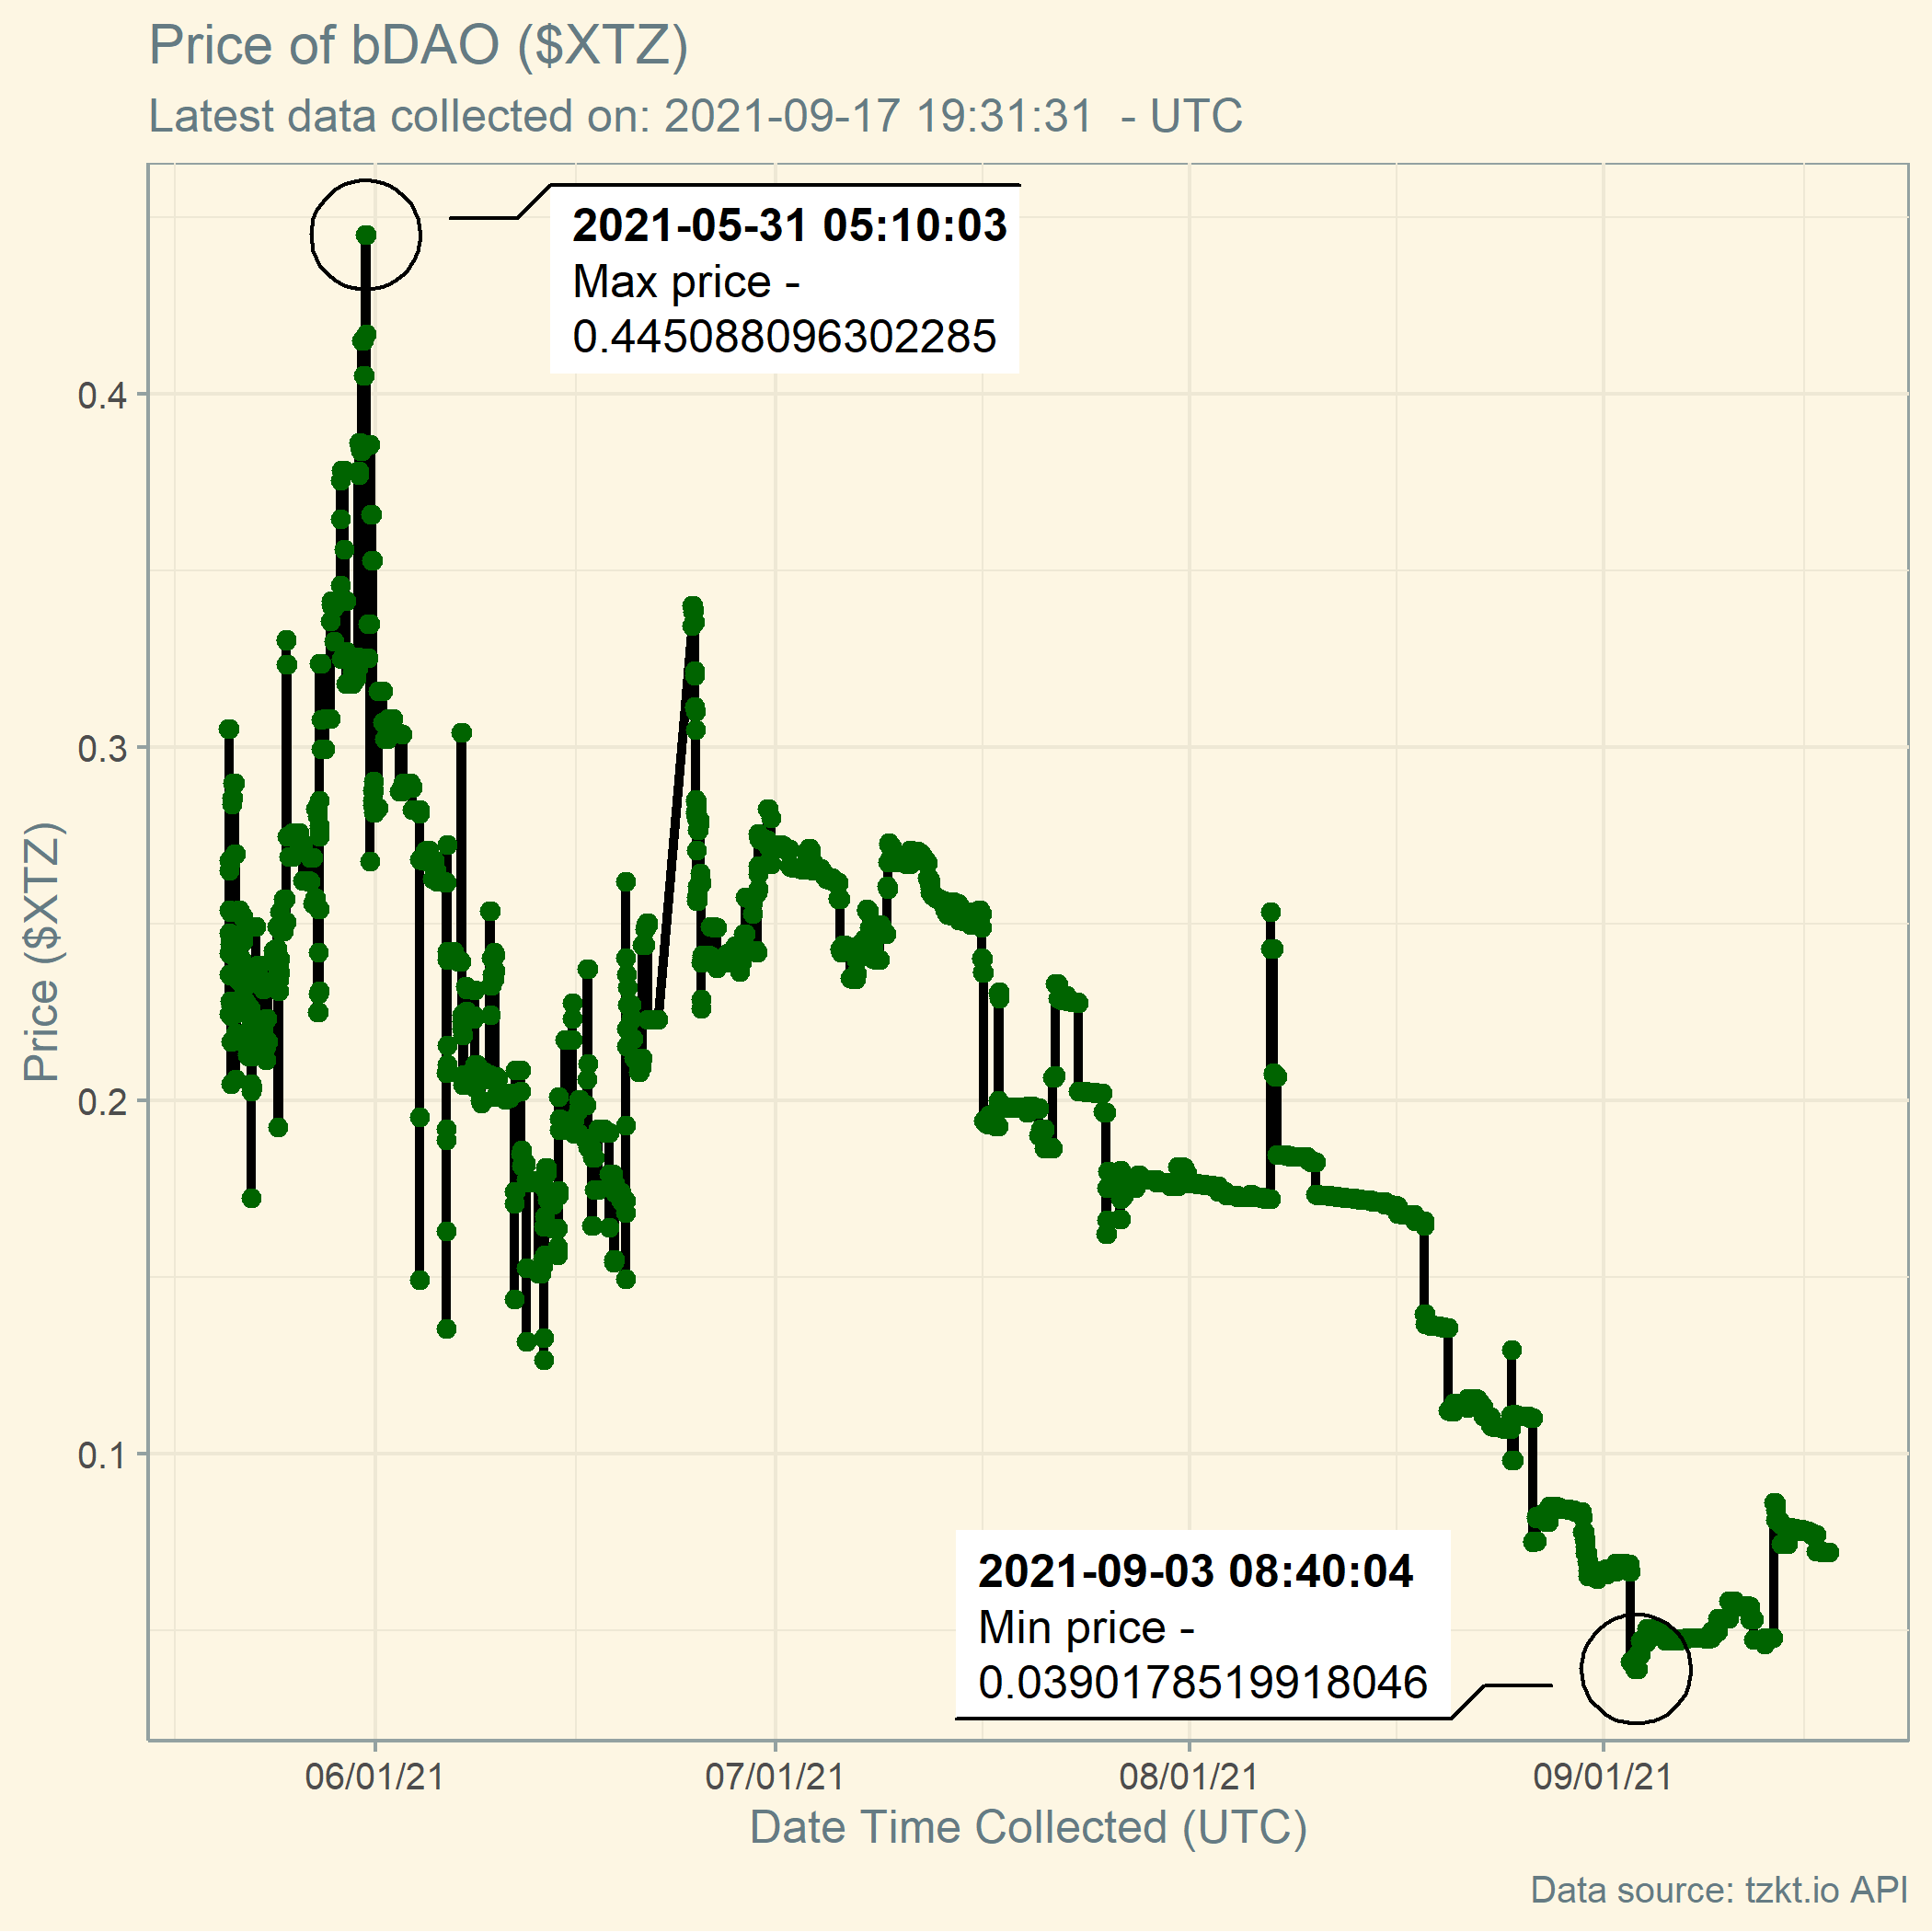 Price of bDAO ($XTZ)
Latest data collected on: 2021-09-17 19:31:31  - UTC
2021-05-31 05:10:03
Max price -
0.445088096302285
0.4
0.3
0.2
0.1
Price ($XTZ)
2021-09-03 08:40:04
Min price -
0.0390178519918046
06/01/21
07/01/21
08/01/21
09/01/21
Date Time Collected (UTC)
Data source: tzkt.io API